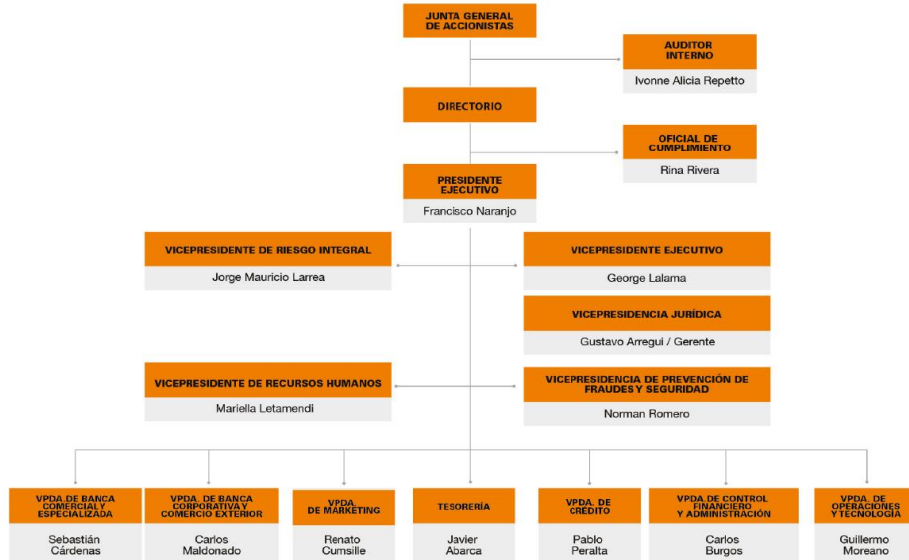 JUNTA GENERAL
DE ACCIONISTAS
AUDITOR
INTERNO
Ivonne Alicia Repetto
DIRECTORIO
OFICIAL DE
CUMPLIMIENTO
Rina Rivera
PRESIDENTE
EJECUTIVO
Francisco Naranjo
VICEPRESIDENTE DE RIESGO INTEGRAL
Jorge Mauricio Larrea
VICEPRESIDENTE EJECUTIVO
George Lalama
VICEPRESIDENCIA JURÍDICA
Gustavo Arregui / Gerente
VICEPRESIDENTE DE RECURSOS HUMANOS
Mariella Letamendi
VICEPRESIDENCIA DE PREVENCIÓN DE
FRAUDES Y SEGURIDAD
Norman Romero
VPDA. DE BANCA
COMERCIAL Y
ESPECIALIZADA
Sebastián
Cárdenas
VPDA. DE BANCA
CORPORATIVA Y
COMERCIO EXTERIOR
Carlos
Maldonado
VPDA.
DE MARKETING
Renato
Cumsille
TESORERÍA
Javier
Abarca
VPDA. DE
CRÉDITO
Pablo
Peralta
VPDA. DE CONTROL
FINANCIERO
Y ADMINISTRACIÓN
Carlos
Burgos
VPDA. DE
OPERACIONES
Y TECNOLOGÍA
Guillermo
Moreano